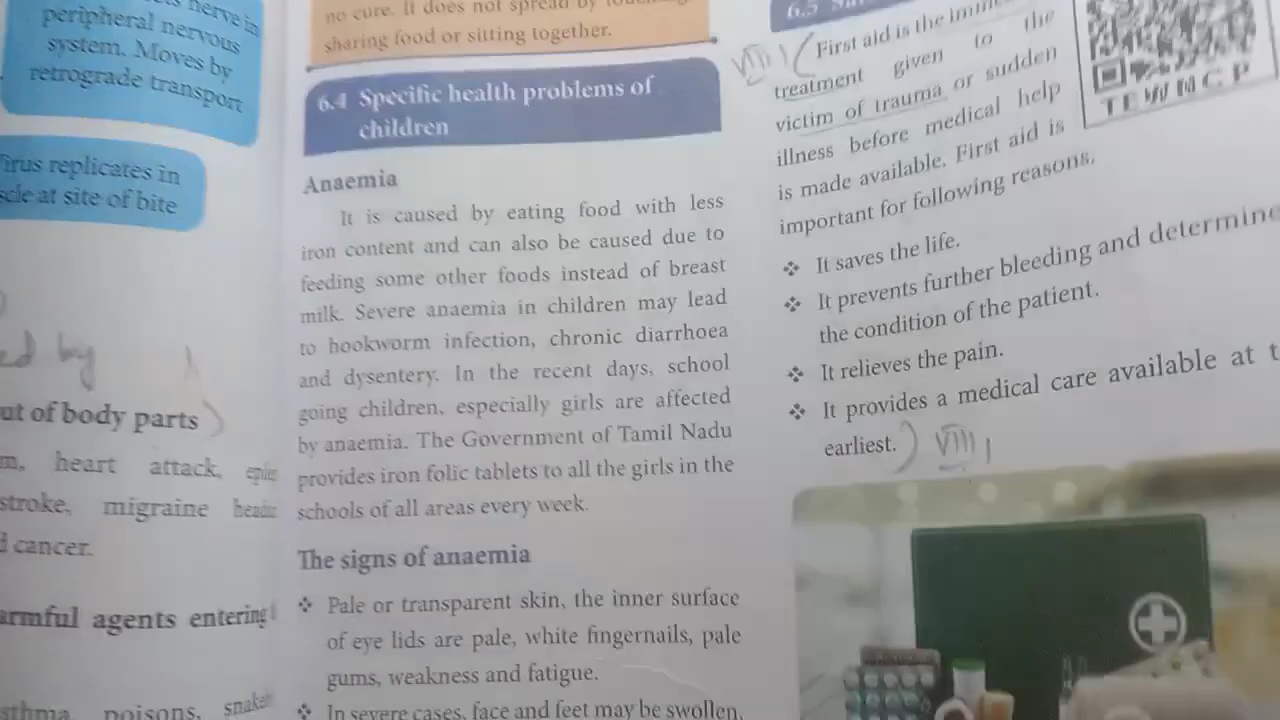 nerve in
peripheral nervous
system. Moves by
retrograde transport
virus replicates in
at site of bite
ed by
ut of body parts
heart attack,
stroke, migraine
cancer.
armful agents entering
poisons,
no cure. It does not spread by
sharing food or sitting together.
6.4 Specific health problems of
children
Anaemia
It is caused by eating food with less
iron content and can also be caused due to
feeding some other foods instead of breast
milk. Severe anaemia in children may lead
to hookworm infection, chronic diarrhoea
and dysentery. In the recent days, school
going children, especially girls are affected
by anaemia. The Government of Tamil Nadu
provides iron folic tablets to all the girls in the
schools of all areas every week.
The signs of anaemia
❖ Pale or transparent skin, the inner surface
of eye lids are pale, white fingernails, pale
gums, weakness and fatigue.
❖ In severe cases, face and feet may be swollen.
6.5
VIII) First aid is the
treatment given to the
victim of trauma or sudden
illness before medical help
is made available. First aid is
important for following reasons.
❖ It saves the life.
❖ It prevents further bleeding and determine
the condition of the patient.
❖ It relieves the pain.
❖ It provides a medical care available at
earliest.) VIII)
TEWMCP